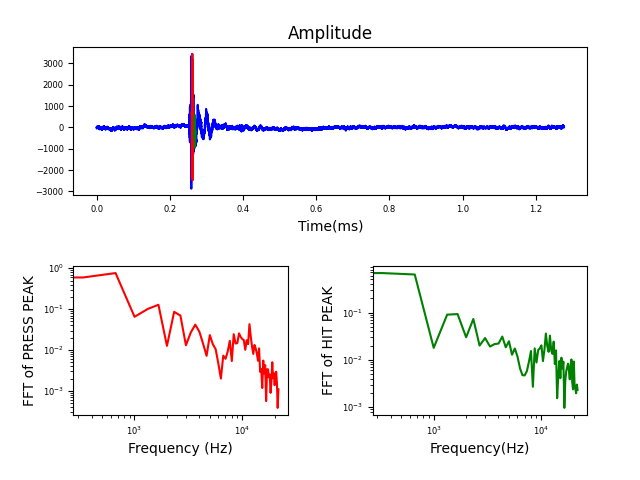 Amplitude
3000
2000
1000
0
−1000
−2000
−3000
0.0 0.2 0.4 0.6 0.8 1.0 1.2
Time(ms)
FFT of PRESS PEAK
10⁰
10⁻¹
10⁻²
10⁻³
10³ 10⁴
Frequency (Hz)
FFT of HIT PEAK
10⁻¹
10⁻²
10⁻³
10³ 10⁴
Frequency(Hz)